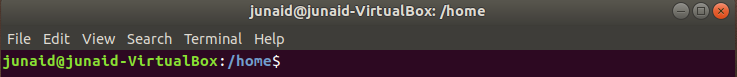 junaid@junaid-VirtualBox: /home
File Edit View Search Terminal Help
junaid@junaid-VirtualBox:/home$